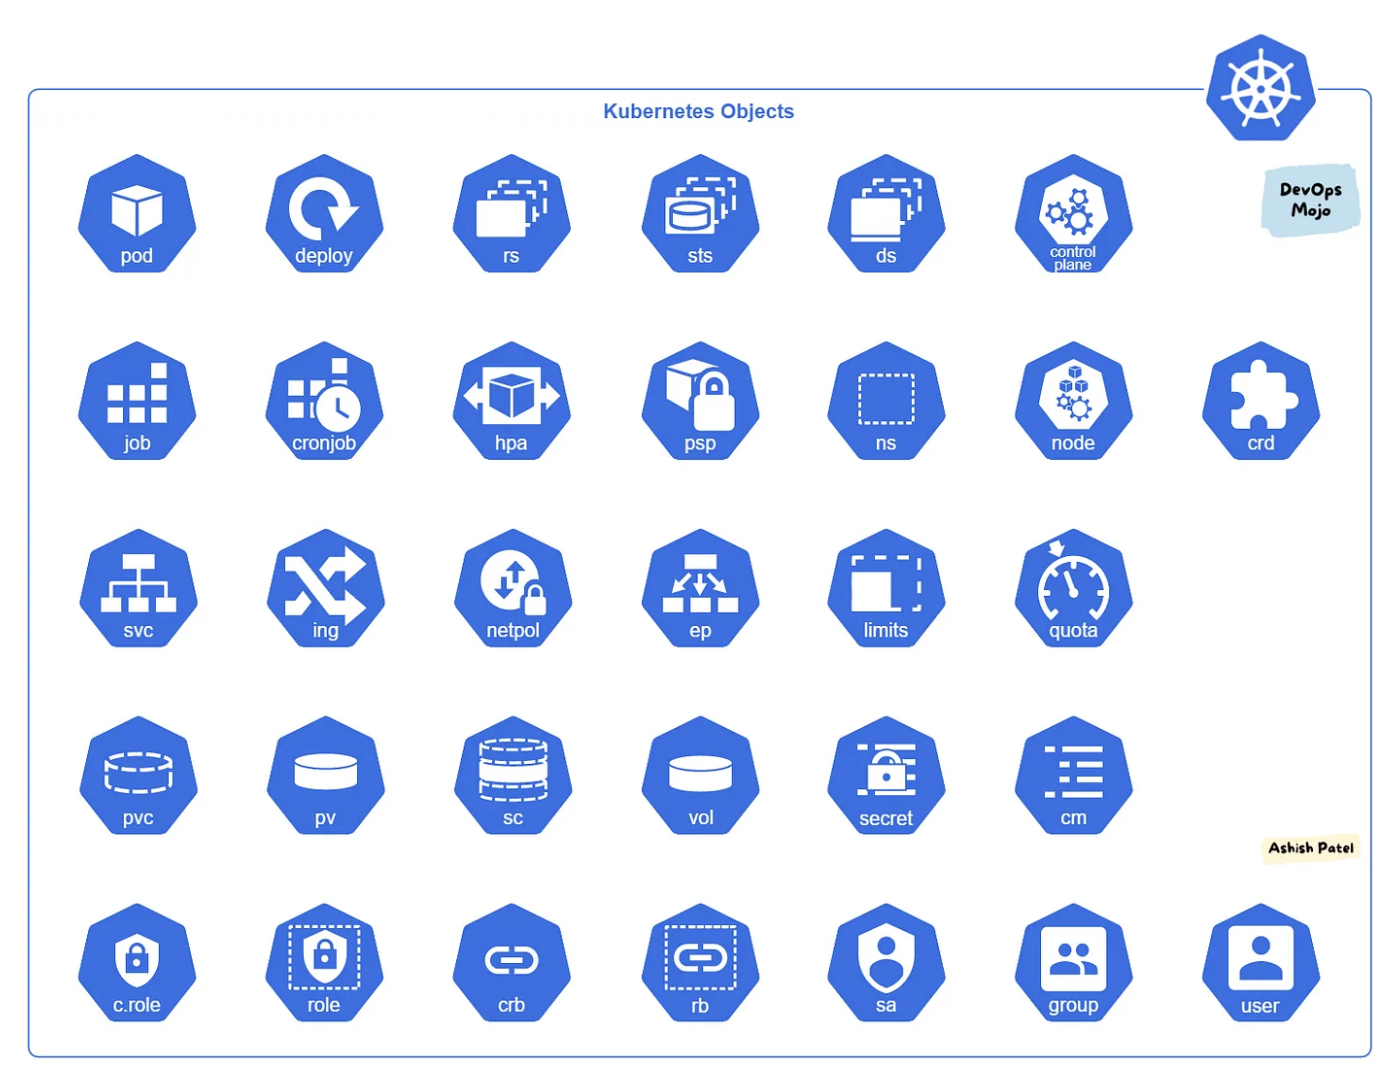 Kubernetes Objects
DevOps
Mojo
pod
deploy
rs
sts
ds
control
plane
job
cronjob
hpa
psp
ns
node
crd
svc
ing
netpol
ep
limits
quota
pvc
pv
sc
vol
secret
cm
Ashish Patel
c.role
role
crb
rb
sa
group
user